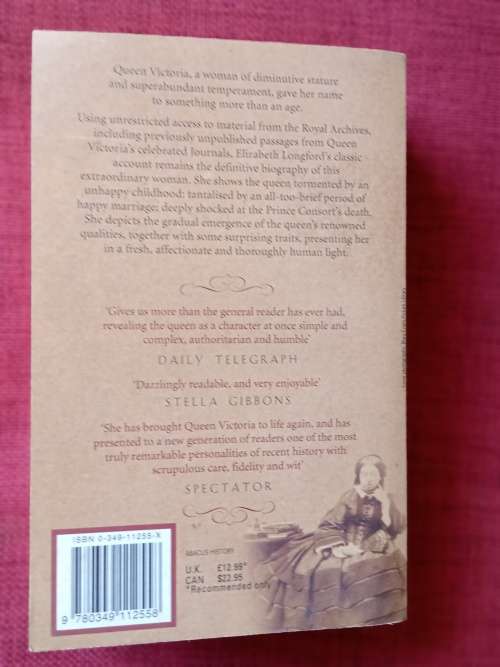 Queen Victoria, a woman of diminutive stature
and superabundant temperament, gave her name
to something more than an age.
Using unrestricted access to material from the Royal Archives,
including previously unpublished passages from Queen
Victoria's celebrated Journals, Elizabeth Longford's classic
account remains the definitive biography of this
extraordinary woman. She shows the queen tormented by an
unhappy childhood; tantalised by an all-too-brief period of
happy marriage; deeply shocked at the Prince Consort's death.
She depicts the gradual emergence of the queen's renowned
qualities, together with some surprising traits, presenting her
in a fresh, affectionate and thoroughly human light.
'Gives us more than the general reader has ever had,
revealing the queen as a character at once simple and
complex, authoritarian and humble'
DAILY TELEGRAPH
'Dazzlingly readable, and very enjoyable'
STELLA GIBBONS
'She has brought Queen Victoria to life again, and has
presented to a new generation of readers one of the most
truly remarkable personalities of recent history with
scrupulous care, fidelity and wit'
SPECTATOR
ISBN 0-349-11255-X
9 780349 112558
ABACUS HISTORY
U.K. £12.99*
CAN $22.95
*Recommended only